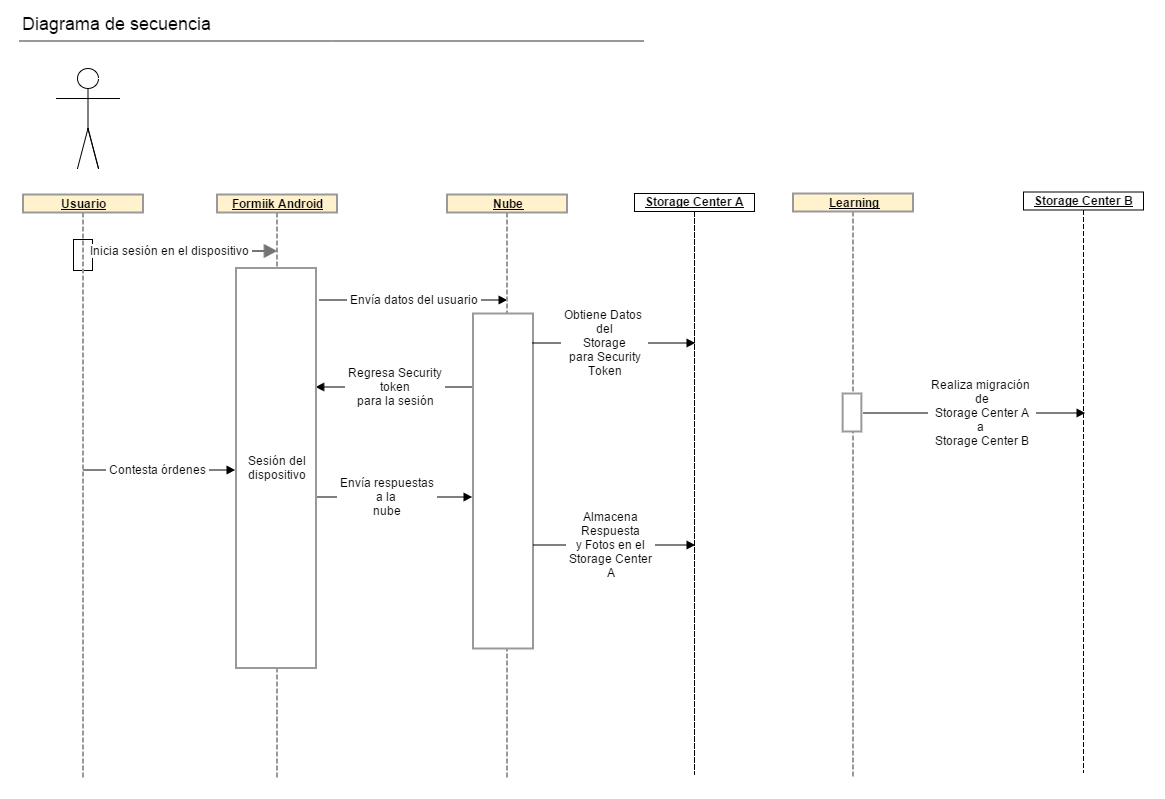 Diagrama de secuencia
Usuario
Formiik Android
Nube
Storage Center A
Learning
Storage Center B
Inicia sesión en el dispositivo
Envía datos del usuario
Obtiene Datos
del
Storage
para Security
Token
Regresa Security
token
para la sesión
Realiza migración
de
Storage Center A
a
Storage Center B
Contesta órdenes
Sesión del
dispositivo
Envía respuestas
a la
nube
Almacena
Respuesta
y Fotos en el
Storage Center
A